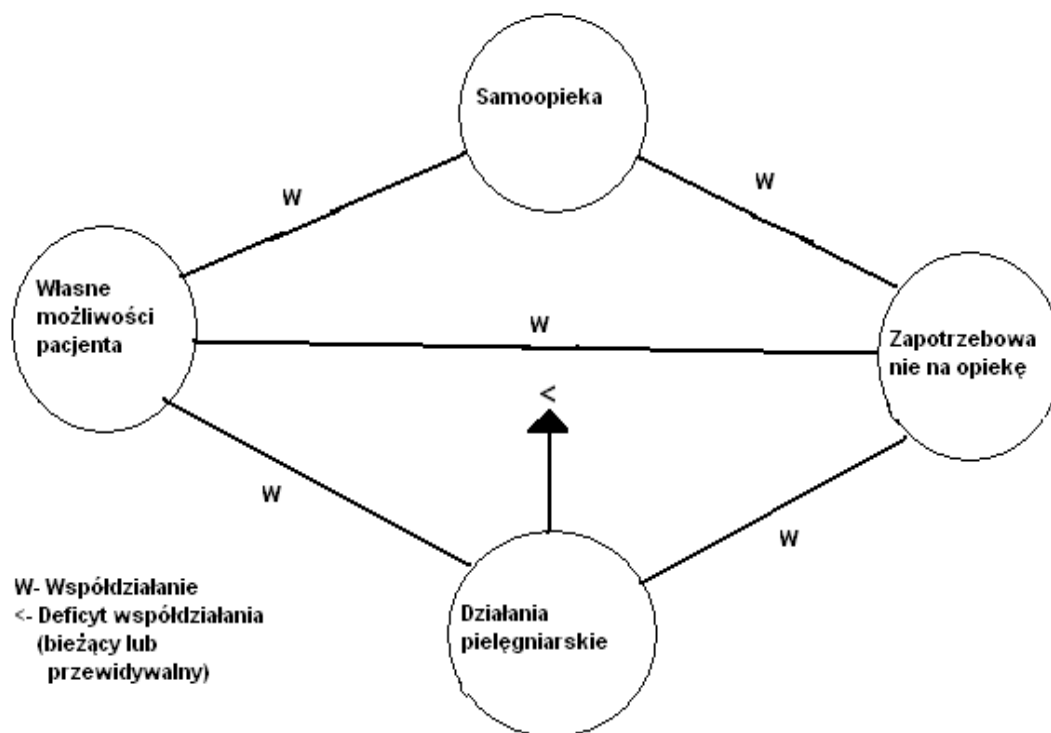 Samoopieka
W
W
Własne
możliwości
pacjenta
W
Zapotrzebowa
nie na opiekę
<
W
W
W- Współdziałanie
<- Deficyt współdziałania
(bieżący lub
przewidywalny)
Działania
pielęgniarskie